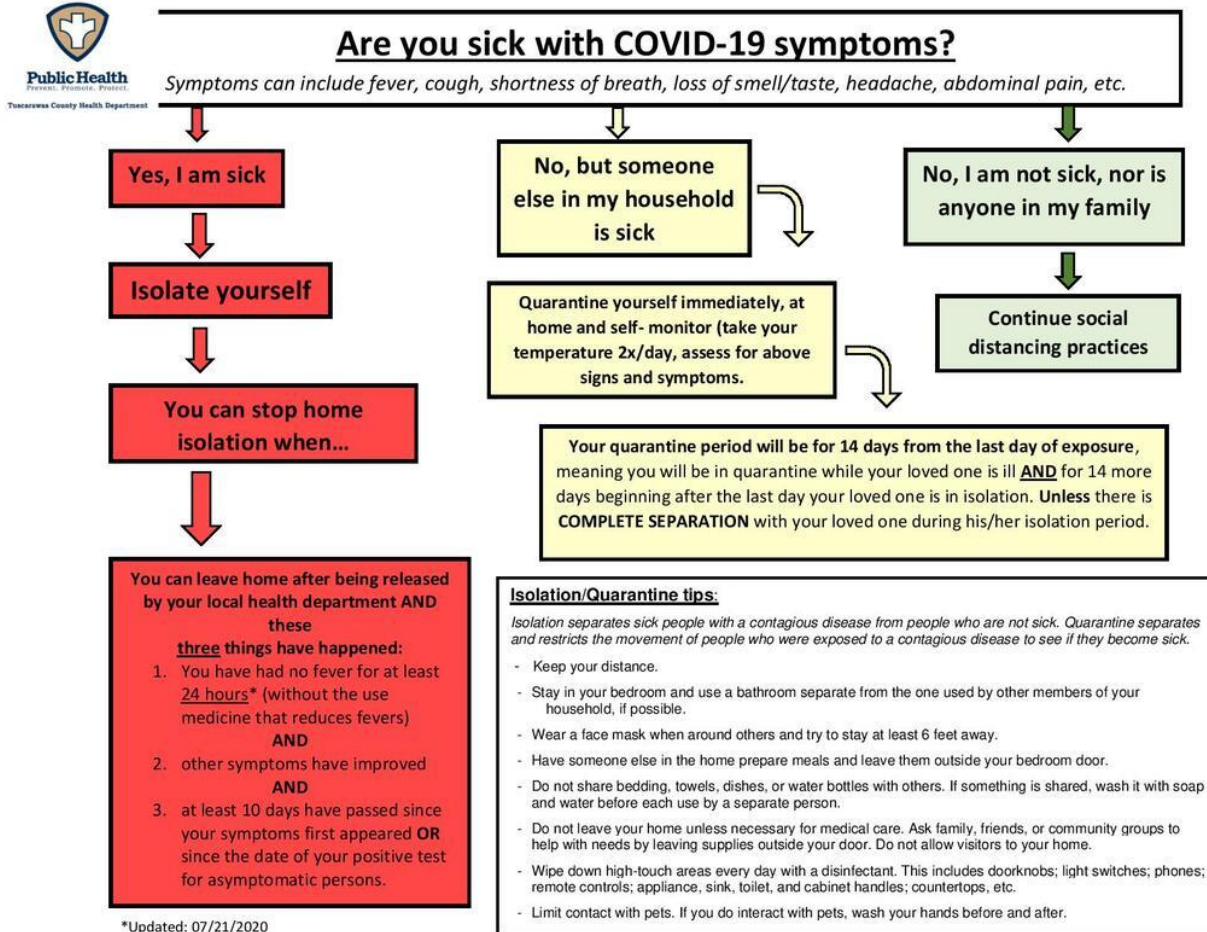 Public Health
Prevent. Promote. Protect.
Tuscarawas County Health Department
Are you sick with COVID-19 symptoms?
Symptoms can include fever, cough, shortness of breath, loss of smell/taste, headache, abdominal pain, etc.
Yes, I am sick
Isolate yourself
You can stop home
isolation when...
You can leave home after being released
by your local health department AND
these
three things have happened:
1. You have had no fever for at least
24 hours* (without the use
medicine that reduces fevers)
AND
2. other symptoms have improved
AND
3. at least 10 days have passed since
your symptoms first appeared OR
since the date of your positive test
for asymptomatic persons.
*Updated: 07/21/2020
No, but someone
else in my household
is sick
Quarantine yourself immediately, at
home and self- monitor (take your
temperature 2x/day, assess for above
signs and symptoms.
Your quarantine period will be for 14 days from the last day of exposure,
meaning you will be in quarantine while your loved one is ill AND for 14 more
days beginning after the last day your loved one is in isolation. Unless there is
COMPLETE SEPARATION with your loved one during his/her isolation period.
No, I am not sick, nor is
anyone in my family
Continue social
distancing practices
Isolation/Quarantine tips:
Isolation separates sick people with a contagious disease from people who are not sick. Quarantine separates
and restricts the movement of people who were exposed to a contagious disease to see if they become sick.
- Keep your distance.
- Stay in your bedroom and use a bathroom separate from the one used by other members of your
household, if possible.
- Wear a face mask when around others and try to stay at least 6 feet away.
- Have someone else in the home prepare meals and leave them outside your bedroom door.
- Do not share bedding, towels, dishes, or water bottles with others. If something is shared, wash it with soap
and water before each use by a separate person.
- Do not leave your home unless necessary for medical care. Ask family, friends, or community groups to
help with needs by leaving supplies outside your door. Do not allow visitors to your home.
- Wipe down high-touch areas every day with a disinfectant. This includes doorknobs; light switches; phones;
remote controls; appliance, sink, toilet, and cabinet handles; countertops, etc.
- Limit contact with pets. If you do interact with pets, wash your hands before and after.